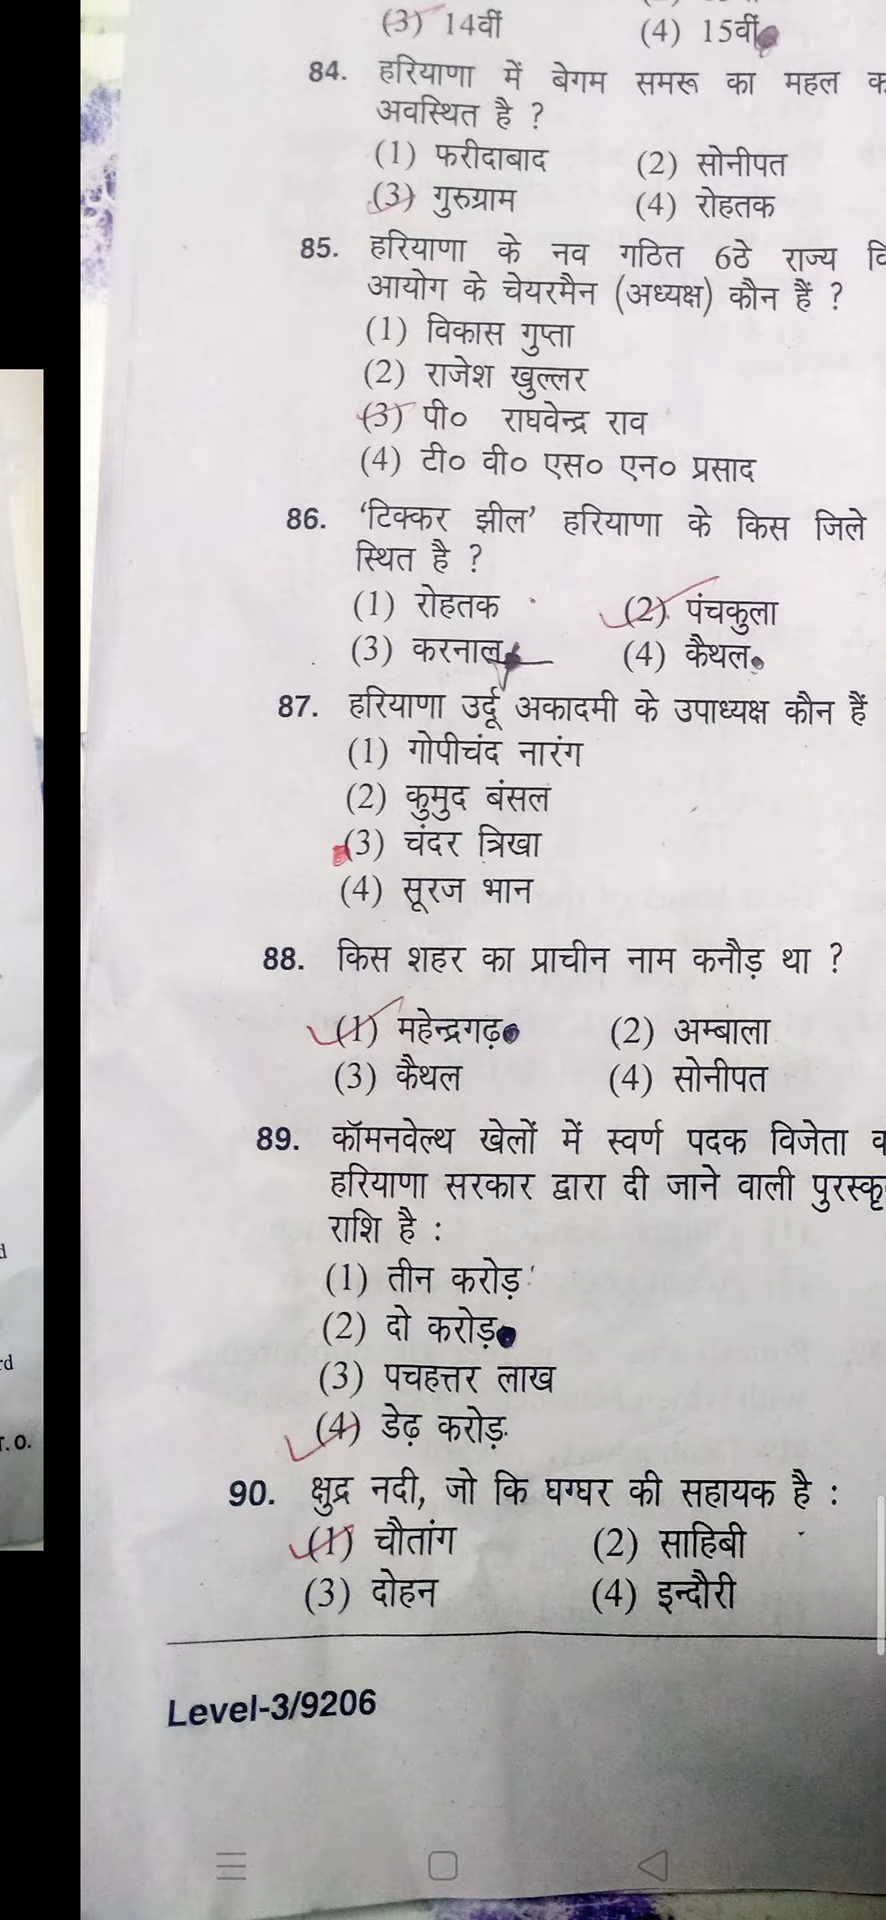 (3) 14वीं (4) 15वीं
84. हरियाणा में बेगम समरू का महल
अवस्थित है ?
(1) फरीदाबाद (2) सोनीपत
(3) गुरुग्राम (4) रोहतक
85. हरियाणा के नव गठित 6ठे राज्य
आयोग के चेयरमैन (अध्यक्ष) कौन हैं ?
(1) विकास गुप्ता
(2) राजेश खुल्लर
(3) पी० राघवेन्द्र राव
(4) टी० वी० एस० एन० प्रसाद
86. ‘टिक्कर झील’ हरियाणा के किस जिले
स्थित है ?
(1) रोहतक (2) पंचकुला
(3) करनाल (4) कैथल
87. हरियाणा उर्दू अकादमी के उपाध्यक्ष कौन हैं
(1) गोपीचंद नारंग
(2) कुमुद बंसल
(3) चंदर त्रिखा
(4) सूरज भान
88. किस शहर का प्राचीन नाम कनौड़ था ?
(1) महेन्द्रगढ़ (2) अम्बाला
(3) कैथल (4) सोनीपत
89. कॉमनवेल्थ खेलों में स्वर्ण पदक विजेता
हरियाणा सरकार द्वारा दी जाने वाली
राशि है :
(1) तीन करोड़
(2) दो करोड़
(3) पचहत्तर लाख
(4) डेढ़ करोड़
90. क्षुद्र नदी, जो कि घग्घर की सहायक है :
(1) चौतांग (2) साहिबी
(3) दोहन (4) इन्दौरी
Level-3/9206